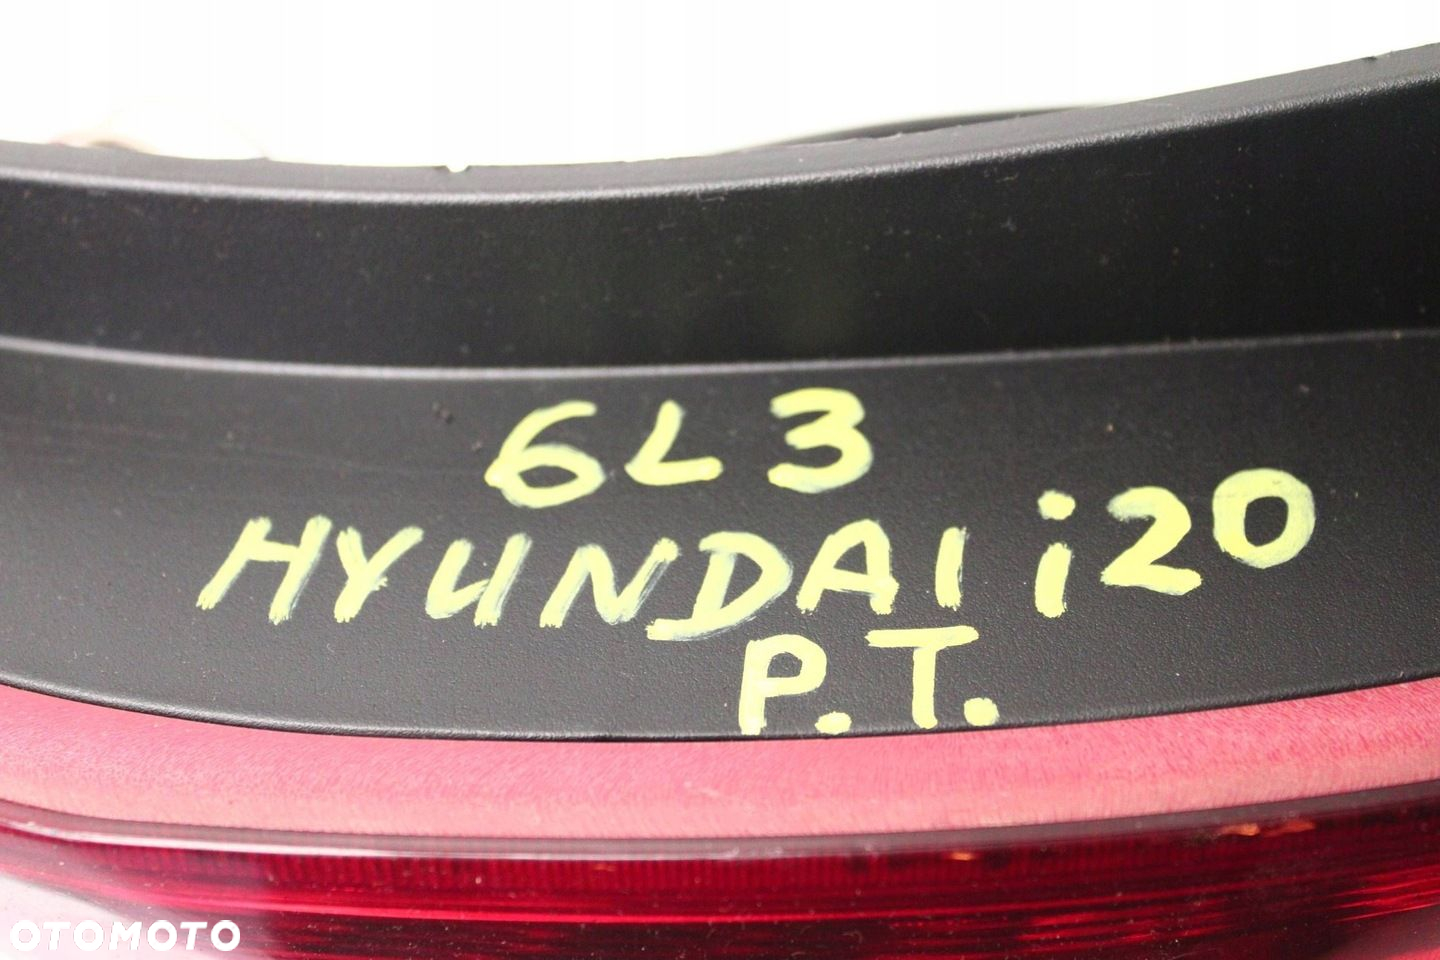 6L3
HYUNDAI i20
P.T.
OTOMOTO